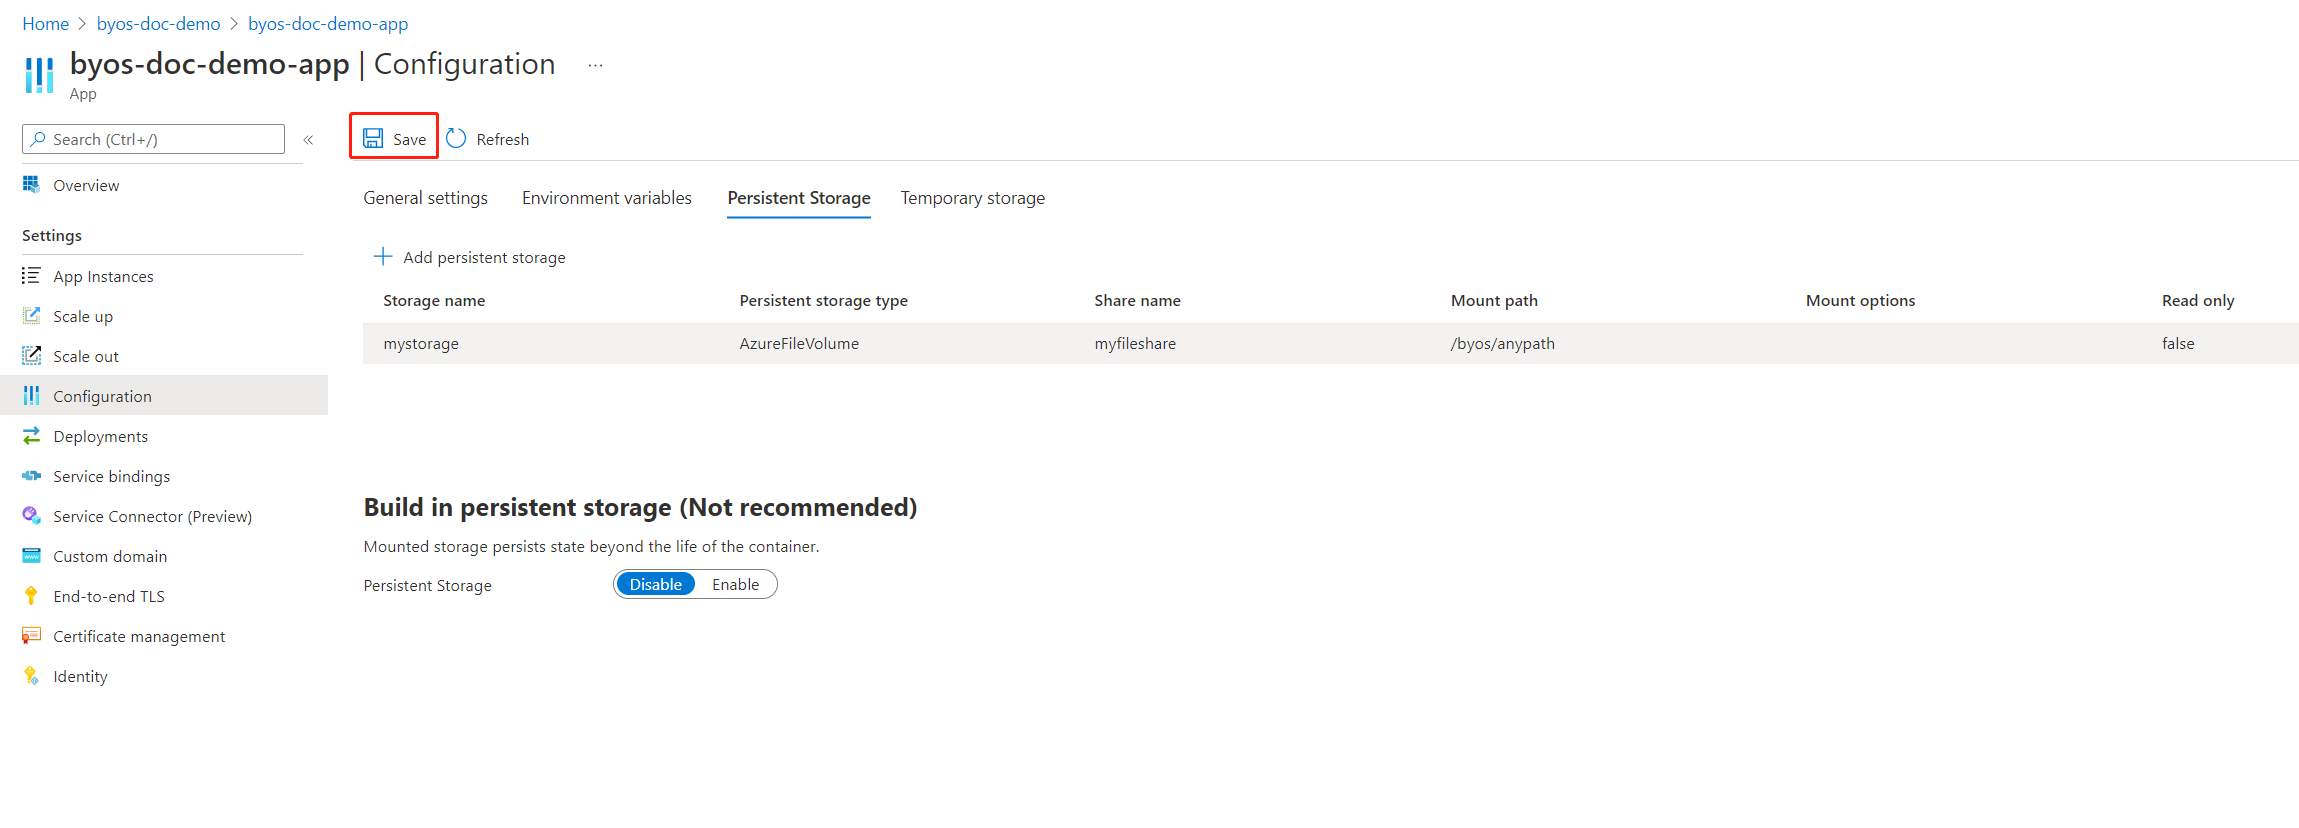 Home > byos-doc-demo > byos-doc-demo-app
byos-doc-demo-app | Configuration ...
App
Search (Ctrl+/) «
Save Refresh
Overview
Settings
App Instances
Scale up
Scale out
Configuration
Deployments
Service bindings
Service Connector (Preview)
Custom domain
End-to-end TLS
Certificate management
Identity
General settings Environment variables Persistent Storage Temporary storage
Add persistent storage
Storage name Persistent storage type Share name Mount path Mount options Read only
mystorage AzureFileVolume myfileshare /byos/anypath false
Build in persistent storage (Not recommended)
Mounted storage persists state beyond the life of the container.
Persistent Storage Disable Enable